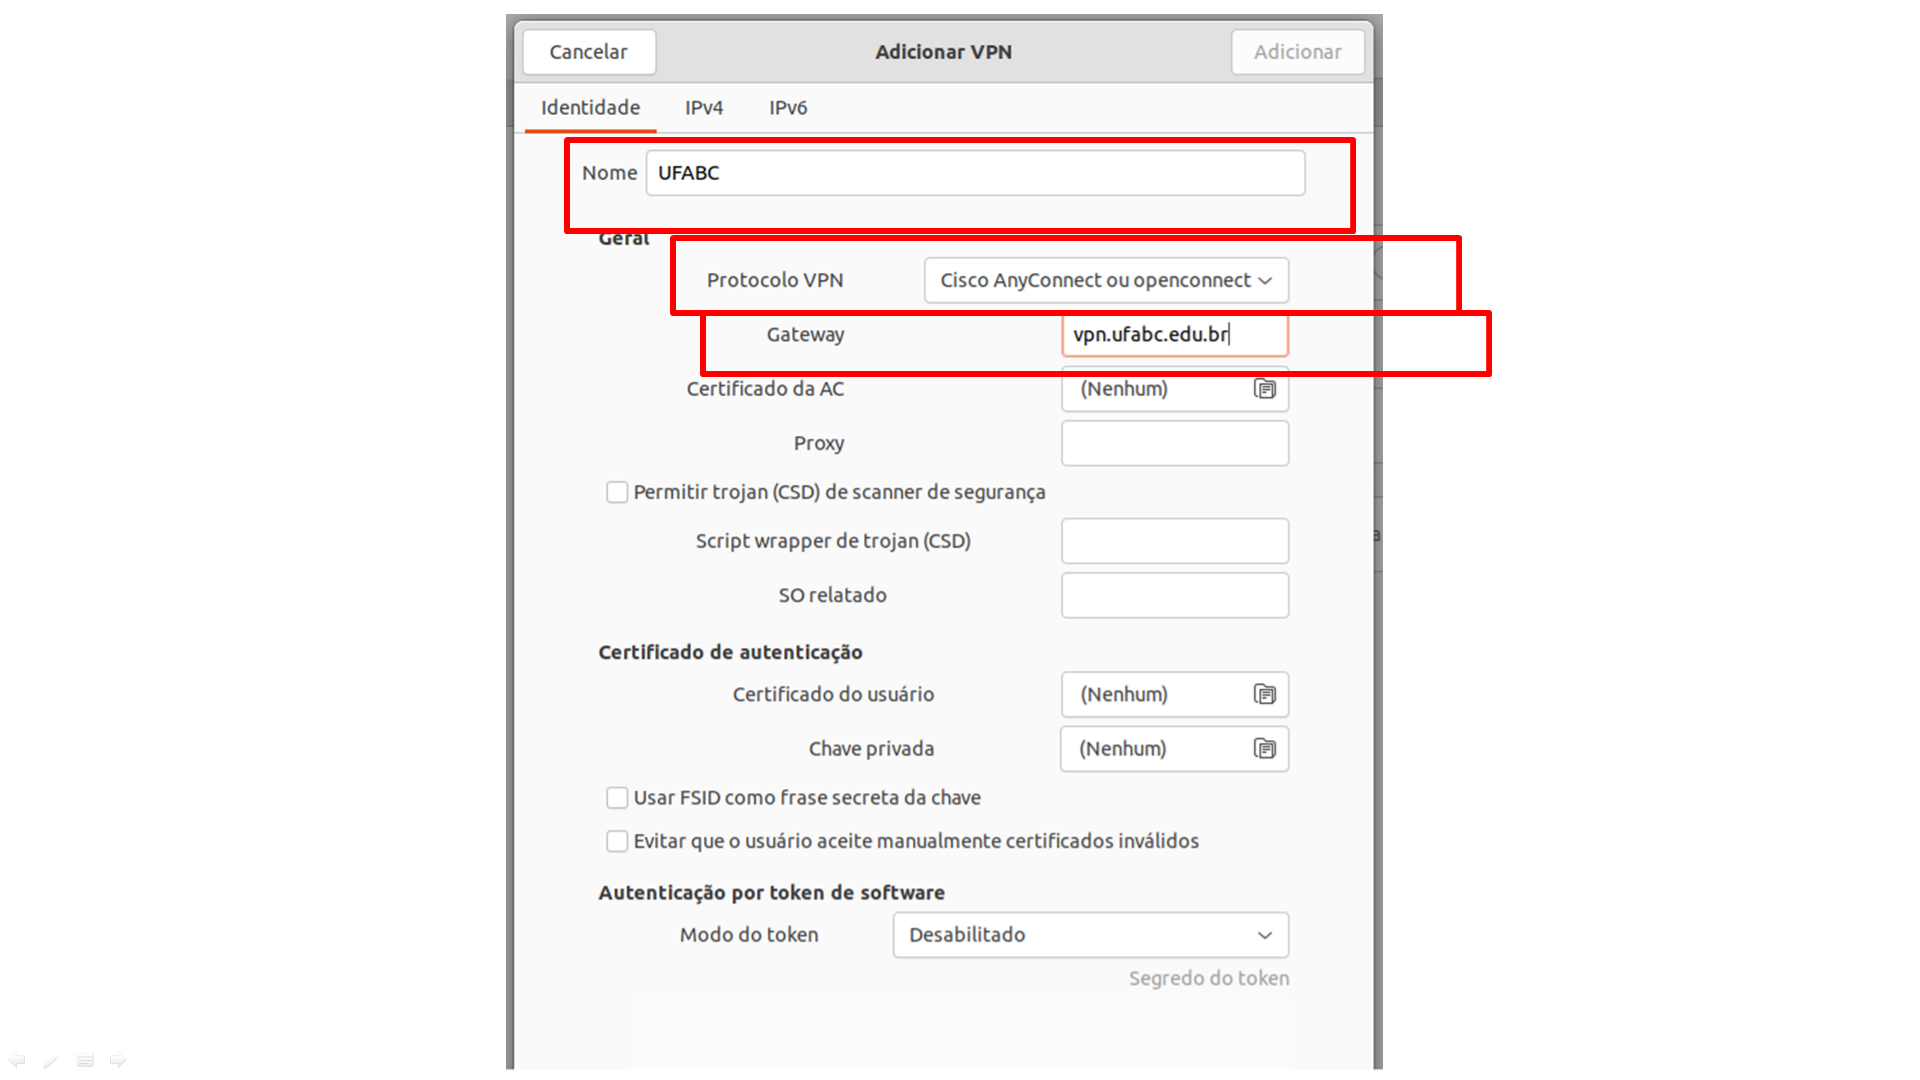 Cancelar Adicionar VPN Adicionar
Identidade IPv4 IPv6
Nome UFABC
Geral
Protocolo VPN Cisco AnyConnect ou openconnect
Gateway vpn.ufabc.edu.br
Certificado da AC (Nenhum)
Proxy
Permitir trojan (CSD) de scanner de segurança
Script wrapper de trojan (CSD)
SO relatado
Certificado de autenticação
Certificado do usuário (Nenhum)
Chave privada (Nenhum)
Usar FSID como frase secreta da chave
Evitar que o usuário aceite manualmente certificados inválidos
Autenticação por token de software
Modo do token Desabilitado
Segredo do token